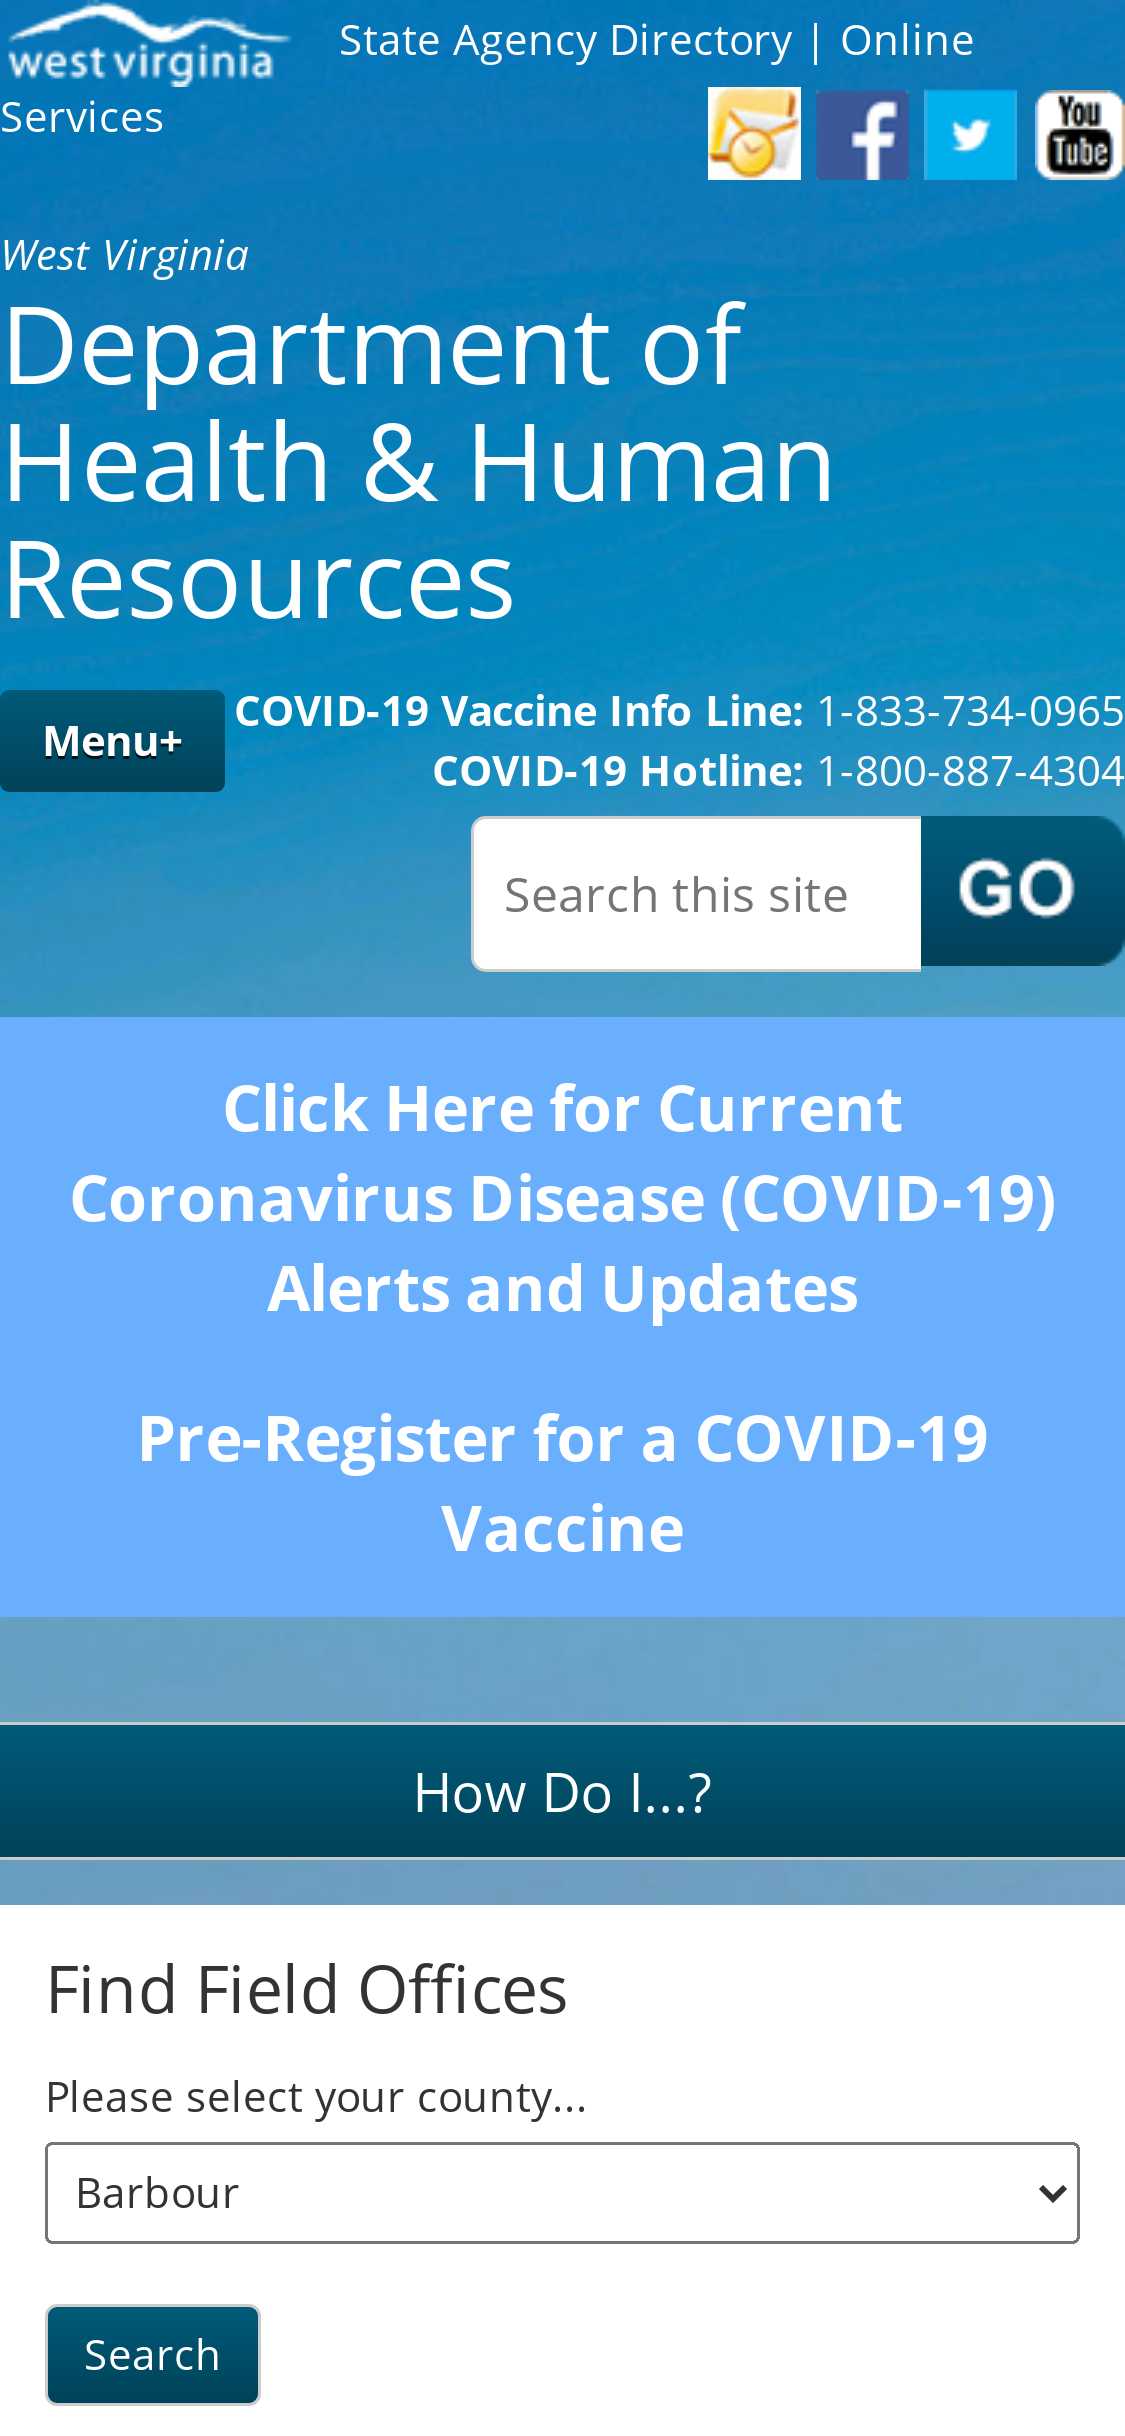 west virginia
State Agency Directory | Online
Services
You
Tube
West Virginia
Department of
Health & Human
Resources
Menu+
COVID-19 Vaccine Info Line: 1-833-734-0965
COVID-19 Hotline: 1-800-887-4304
Search this site
GO
Click Here for Current
Coronavirus Disease (COVID-19)
Alerts and Updates
Pre-Register for a COVID-19
Vaccine
How Do I...?
Find Field Offices
Please select your county...
Barbour
Search